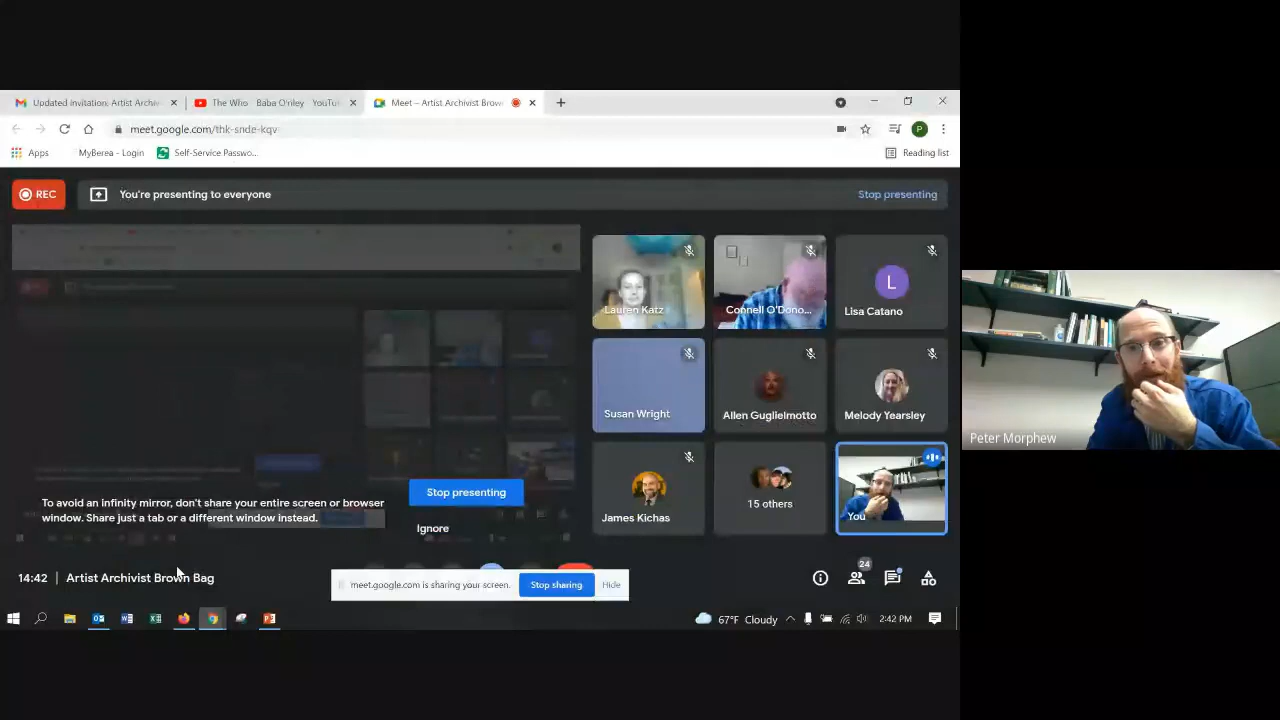 Updated invitation: Artist Archiv
The Who Baba O'riley YouTu
Meet – Artist Archivist Brown
meet.google.com/thk-snde-kqv
Apps
MyBerea - Login
Self-Service Passwo...
Reading list
REC
You're presenting to everyone
Stop presenting
Lauren Katz
Connell O'Dono...
L
Lisa Catano
Susan Wright
Allen Guglielmotto
Melody Yearsley
James Kichas
15 others
You
To avoid an infinity mirror, don't share your entire screen or browser
window. Share just a tab or a different window instead.
Stop presenting
Ignore
14:42 | Artist Archivist Brown Bag
meet.google.com is sharing your screen.
Stop sharing
Hide
24
67°F Cloudy
2:42 PM
P
Peter Morphew